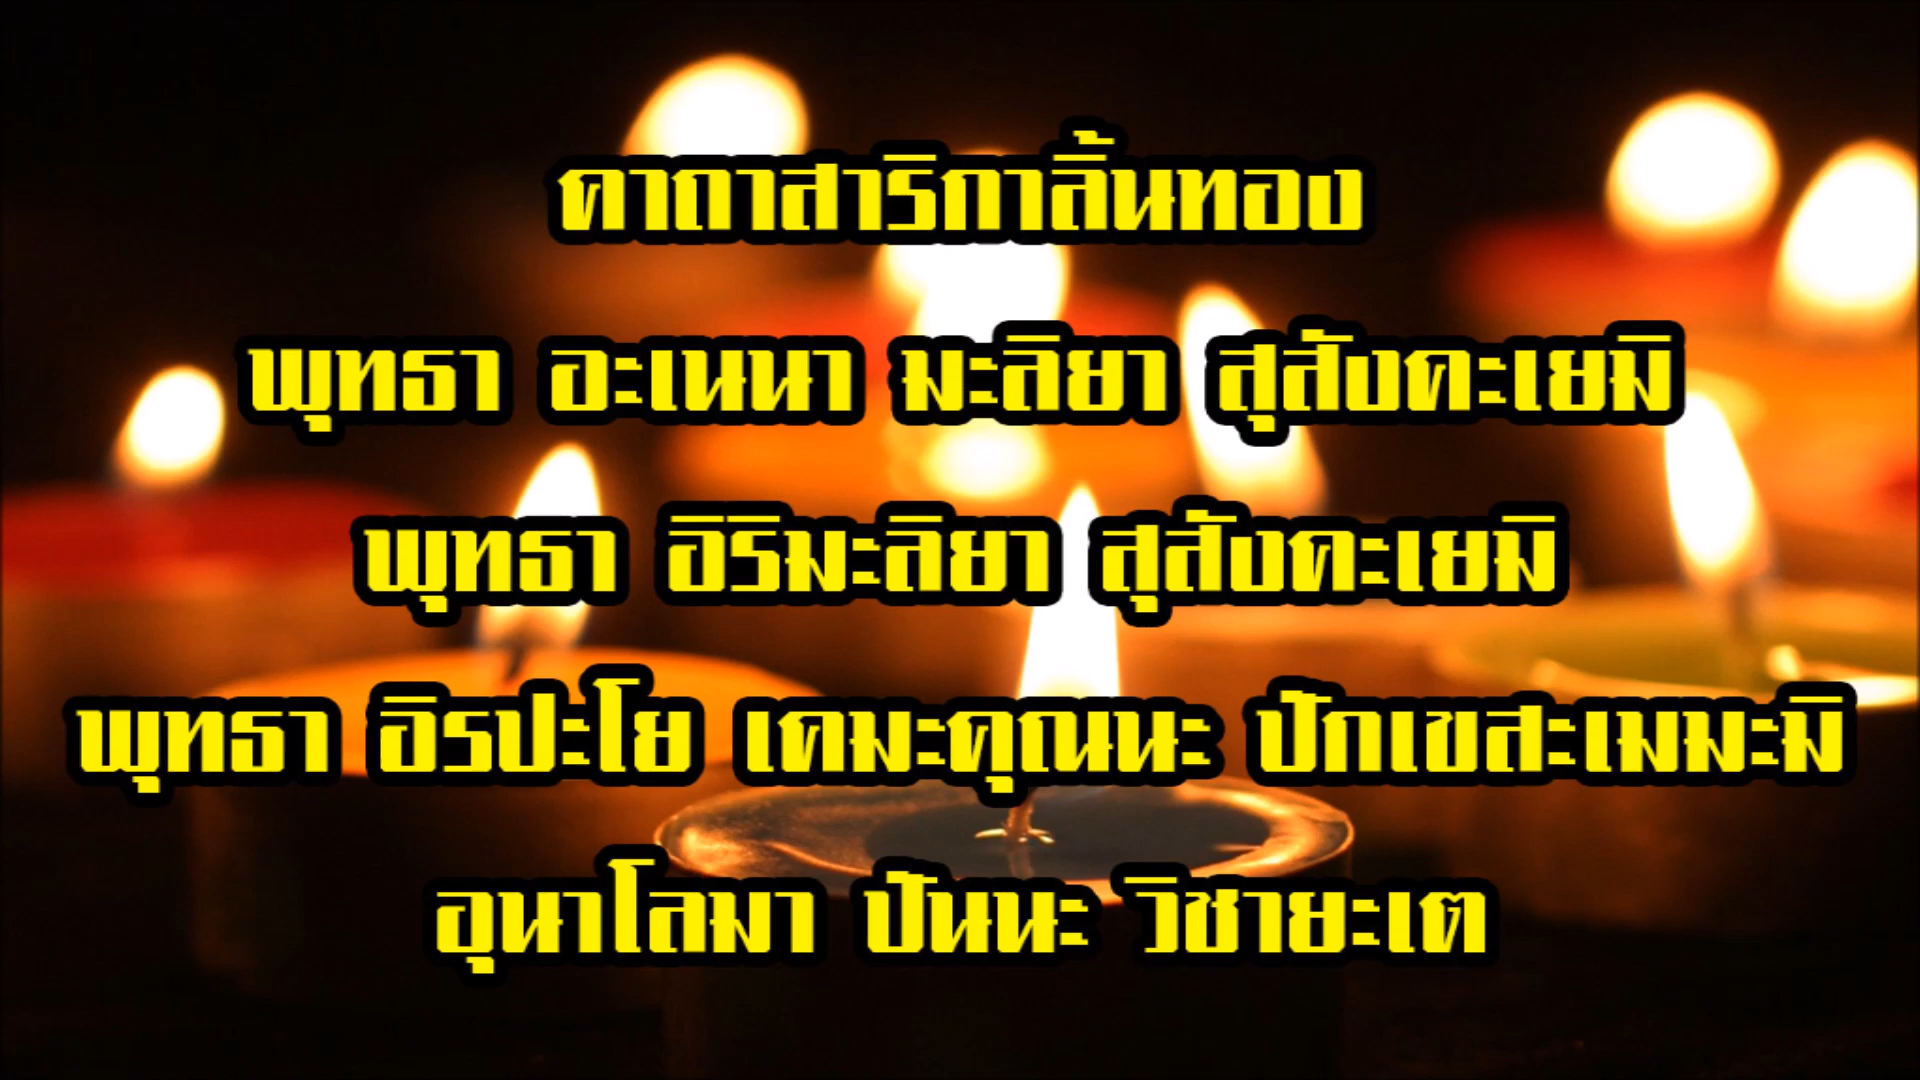 คาถาสาริกาลิ้นทอง
พุทธา อะเนนา มะลิยา สุสังคะเยมิ
พุทธา อิริมะลิยา สุสังคะเยมิ
พุทธา อิรปะโย เคมะคุณนะ ปักเขสะเมมะมิ
อุนาโลมา ปันนะ วิชายะเต